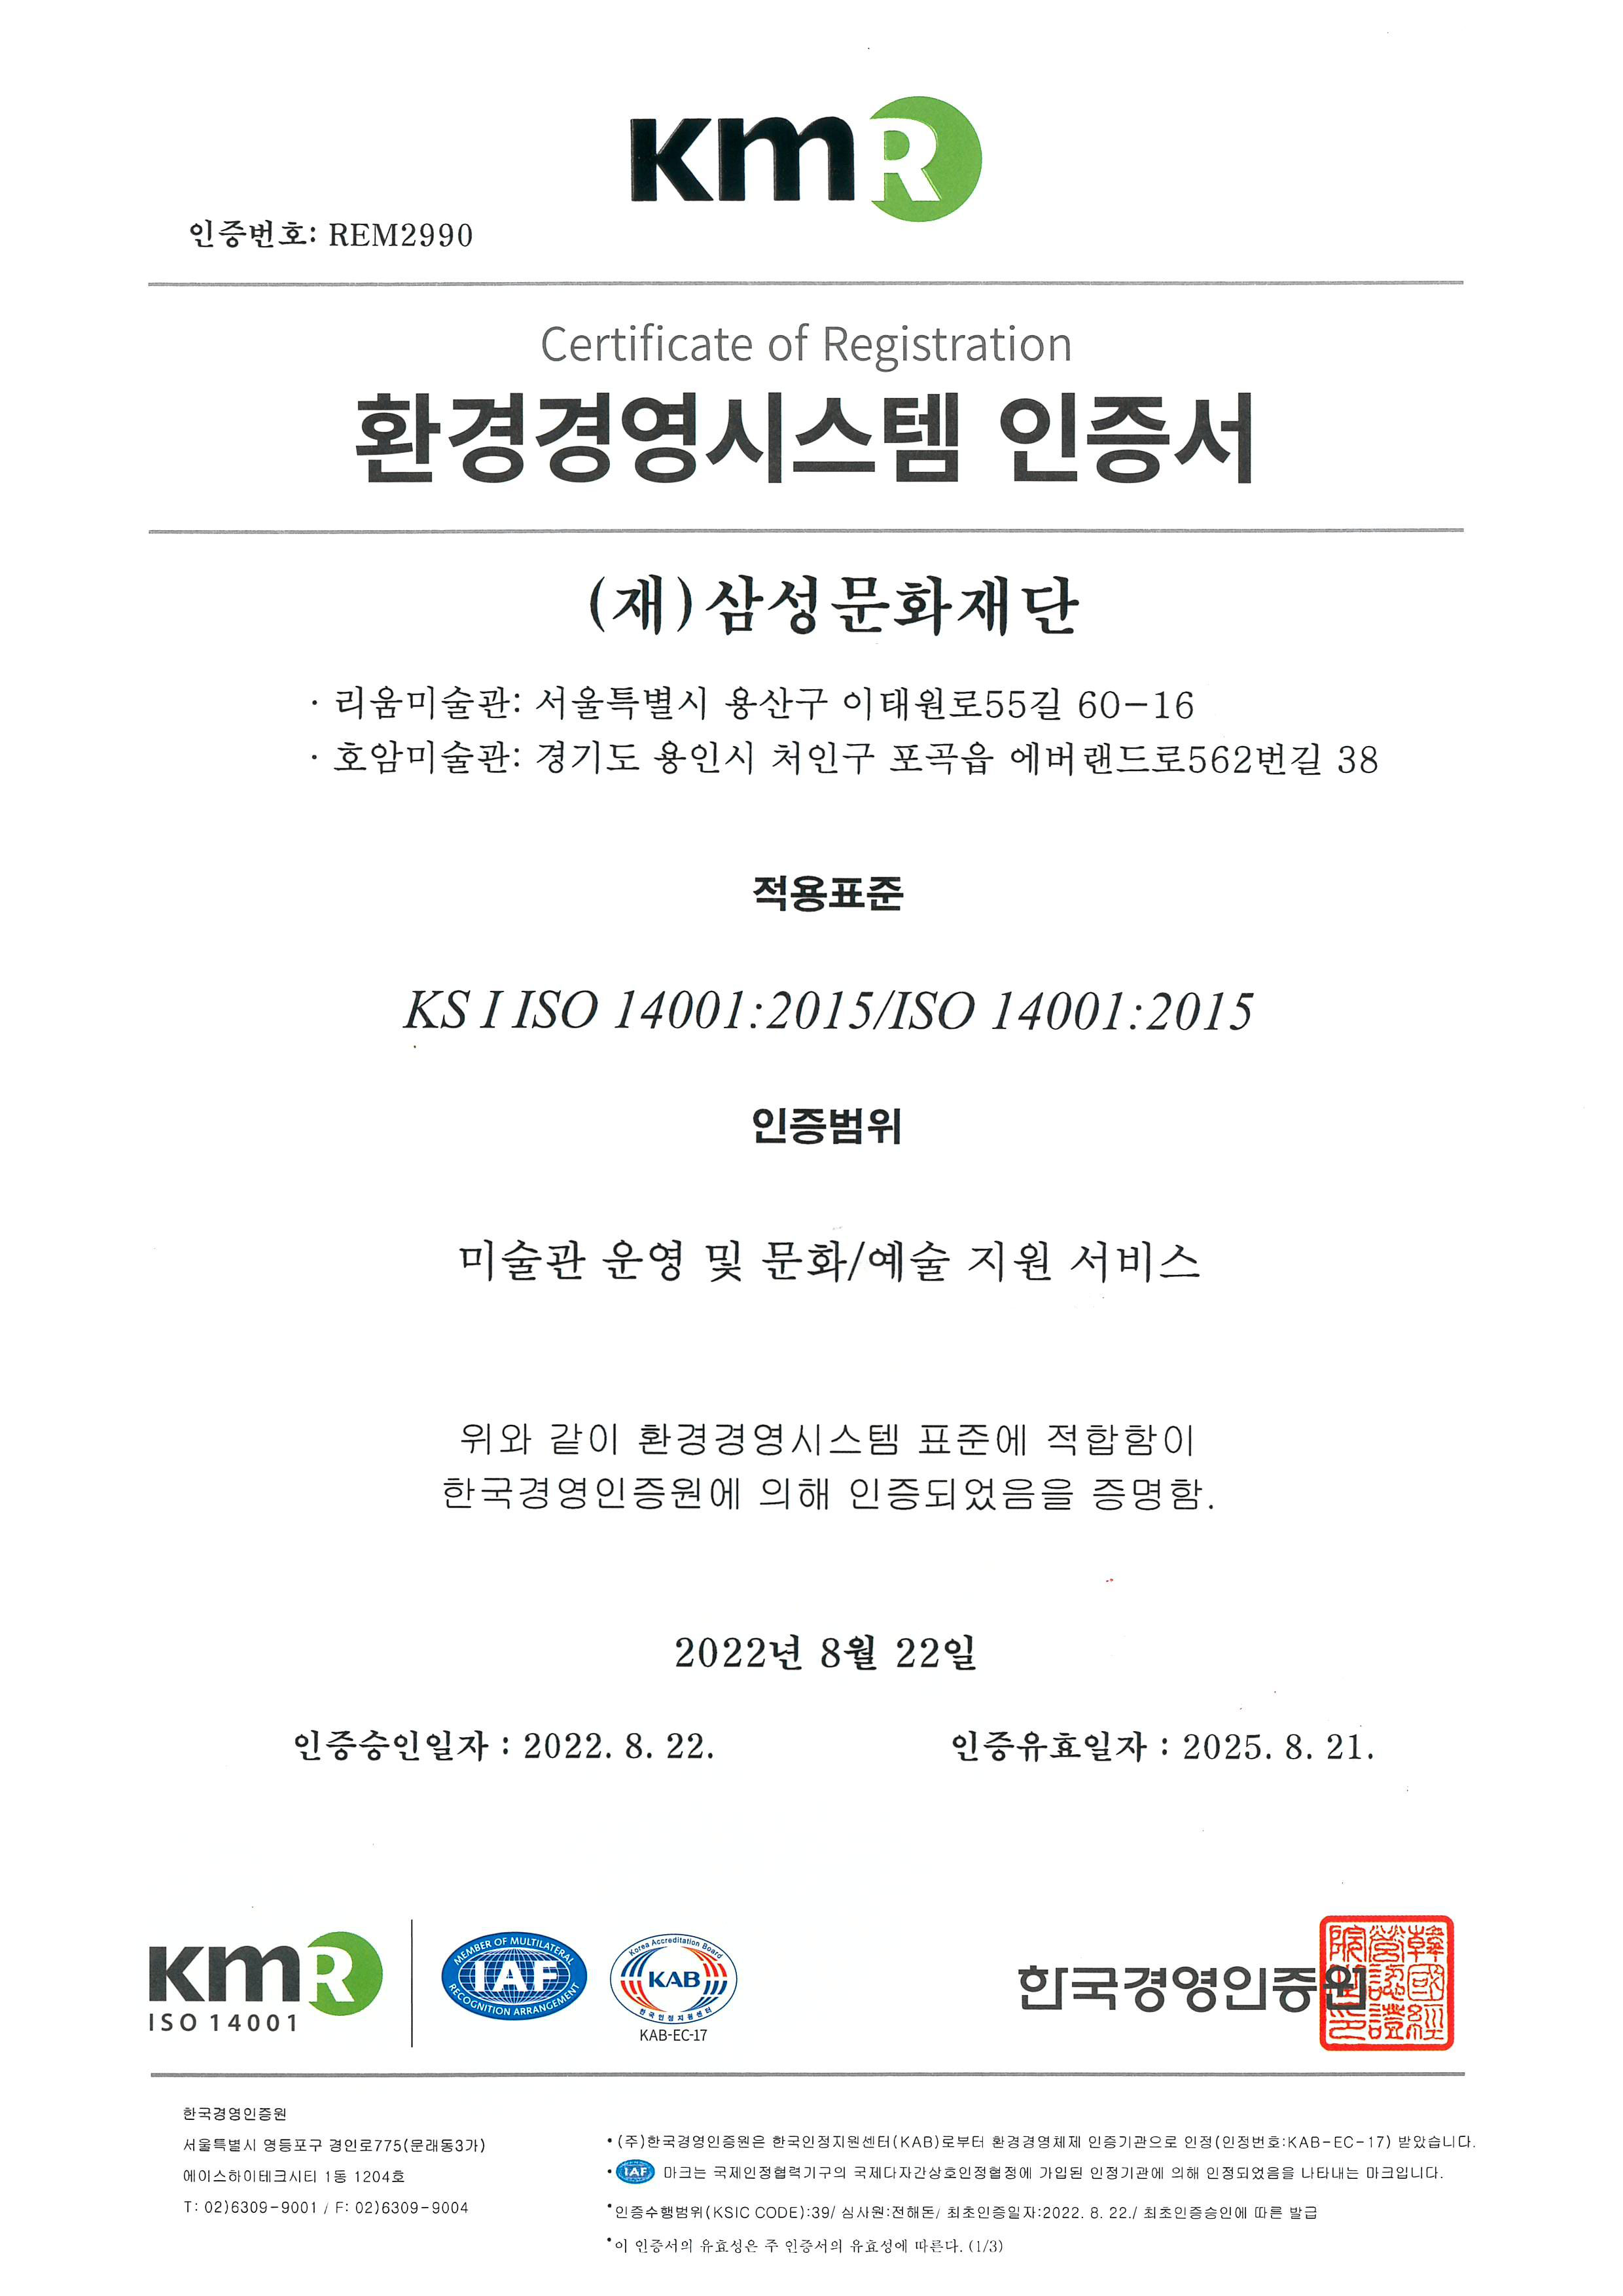 KMR
인증번호: REM2990
Certificate of Registration
환경경영시스템 인증서
(재)삼성문화재단
· 리움미술관: 서울특별시 용산구 이태원로55길 60-16
· 호암미술관: 경기도 용인시 처인구 포곡읍 에버랜드로562번길 38
적용표준
KS I ISO 14001:2015/ISO 14001:2015
인증범위
미술관 운영 및 문화/예술 지원 서비스
위와 같이 환경경영시스템 표준에 적합함이
한국경영인증원에 의해 인증되었음을 증명함.
2022년 8월 22일
인증승인일자 : 2022. 8. 22.
인증유효일자 : 2025. 8. 21.
KMR
ISO 14001
MEMBER OF MULTILATERAL
IAF
RECOGNITION ARRANGEMENT
Korea Accreditation Board
KAB
한국인정지원센터
KAB-EC-17
한국경영인증원
韓國經
營認證
院
印
한국경영인증원
서울특별시 영등포구 경인로775(문래동3가)
에이스하이테크시티 1동 1204호
T: 02)6309-9001 / F: 02)6309-9004
• (주)한국경영인증원은 한국인정지원센터(KAB)로부터 환경경영체제 인증기관으로 인정(인정번호:KAB-EC-17) 받았습니다.
• IAF 마크는 국제인정협력기구의 국제다자간상호인정협정에 가입된 인정기관에 의해 인정되었음을 나타내는 마크입니다.
• 인증수행범위(KSIC CODE):39/ 심사원:전해돈/ 최초인증일자:2022. 8. 22./ 최초인증승인에 따른 발급
• 이 인증서의 유효성은 주 인증서의 유효성에 따른다. (1/3)